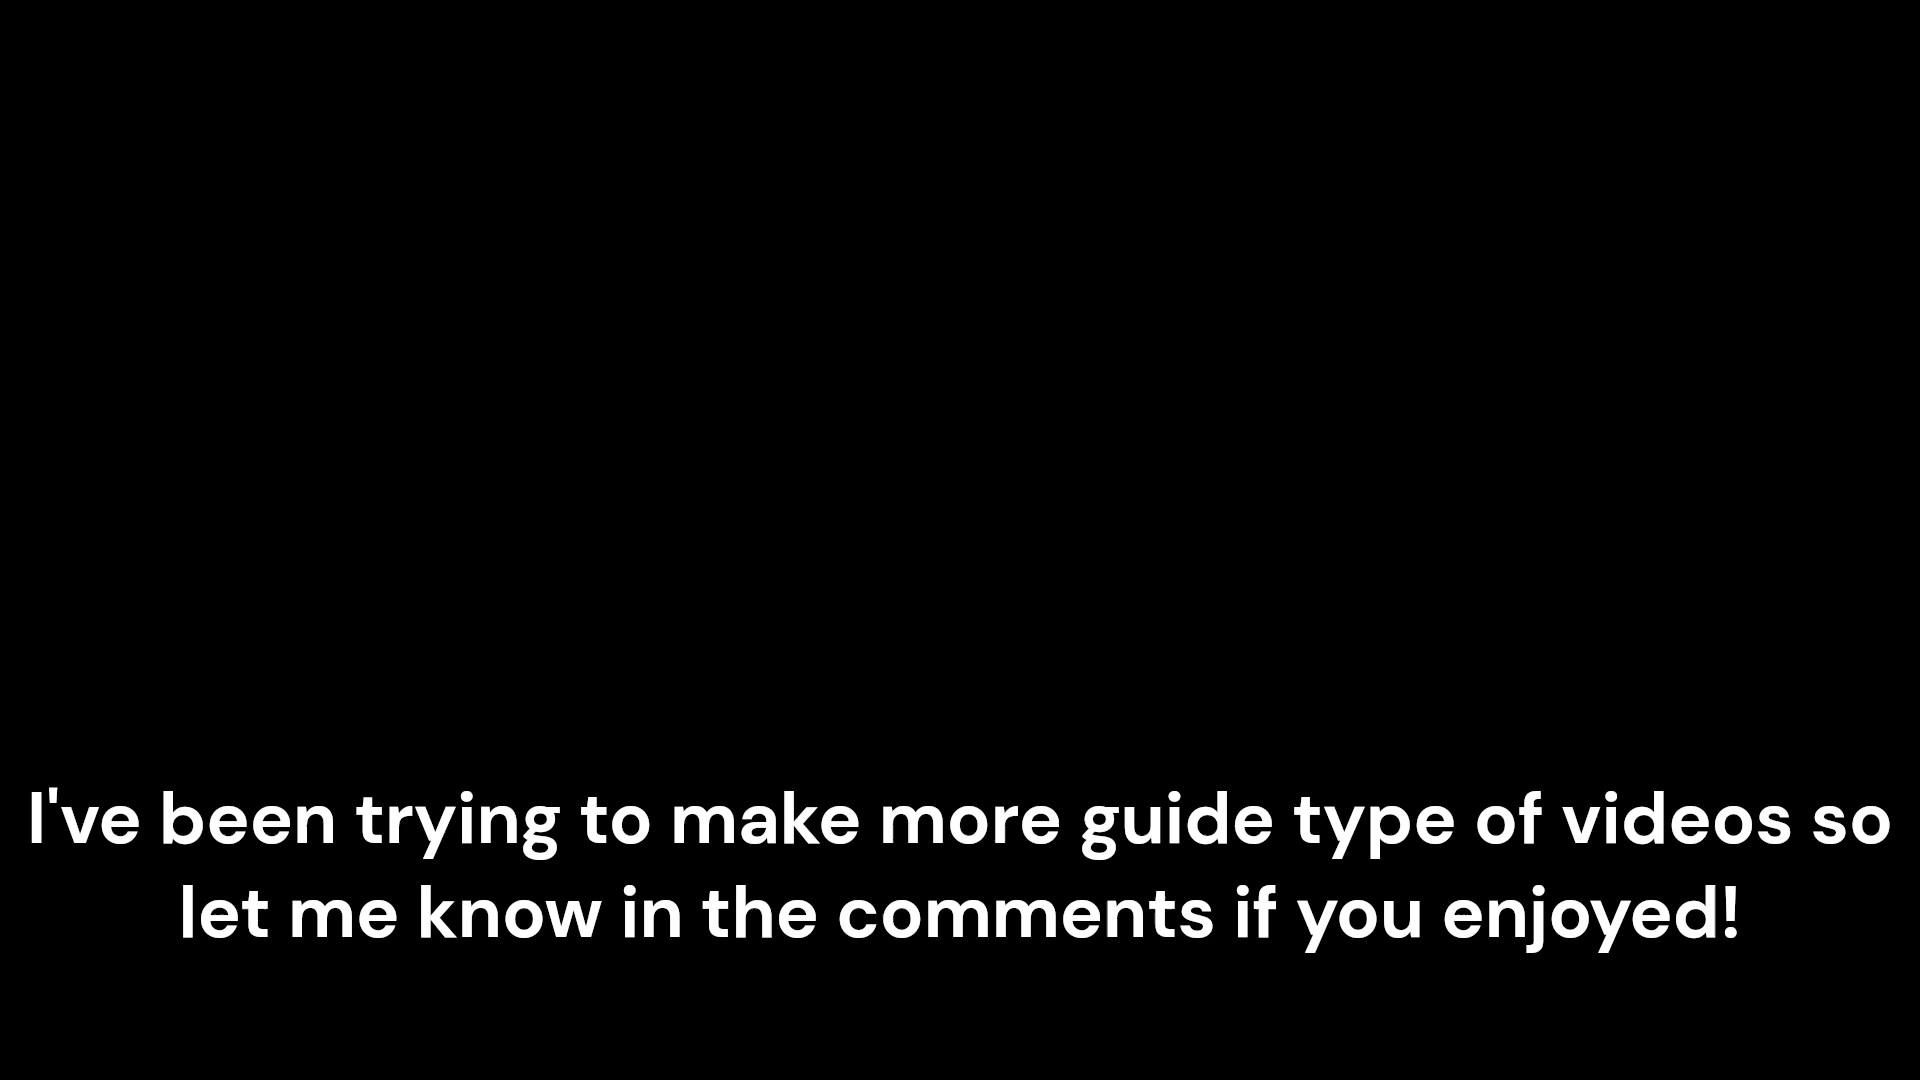 I've been trying to make more guide type of videos so
let me know in the comments if you enjoyed!